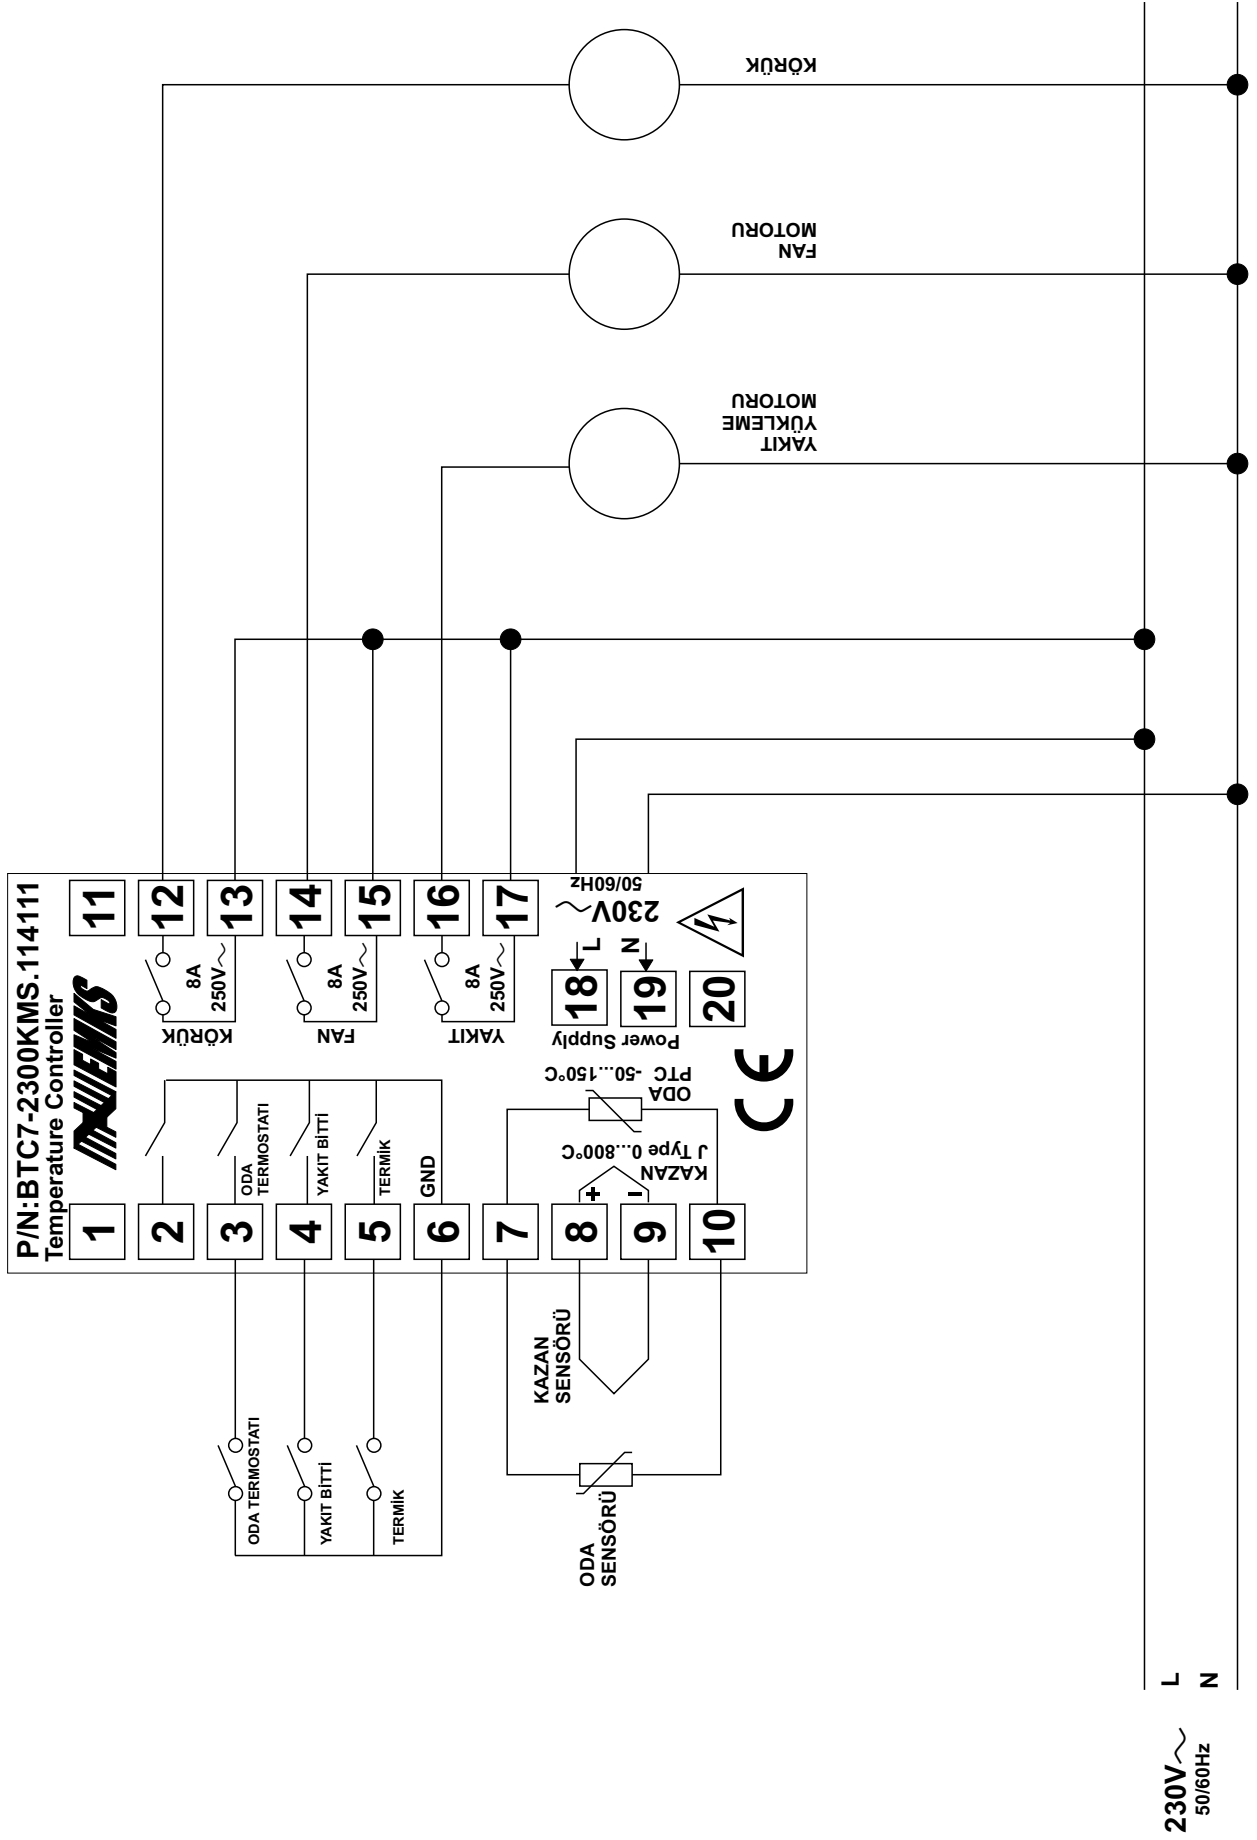 P/N:BTC7-2300KMS.114111
Temperature Controller
EMKS
1
2
3
4
5
6
7
8
9
10
ODA
TERMOSTATI
YAKIT BİTTİ
TERMİK
GND
+
-
KAZAN
J Type 0...800°C
ODA
PTC -50...150°C
11
12
13
14
15
16
17
18
19
20
KÖRÜK
8A
250V~
FAN
8A
250V~
YAKIT
8A
250V~
Power Supply
L
N
230V~
50/60Hz
CE
ODA TERMOSTATI
YAKIT BİTTİ
TERMİK
KAZAN
SENSÖRÜ
ODA
SENSÖRÜ
KÖRÜK
FAN
MOTORU
YAKIT
YÜKLEME
MOTORU
230V~
50/60Hz
L
N